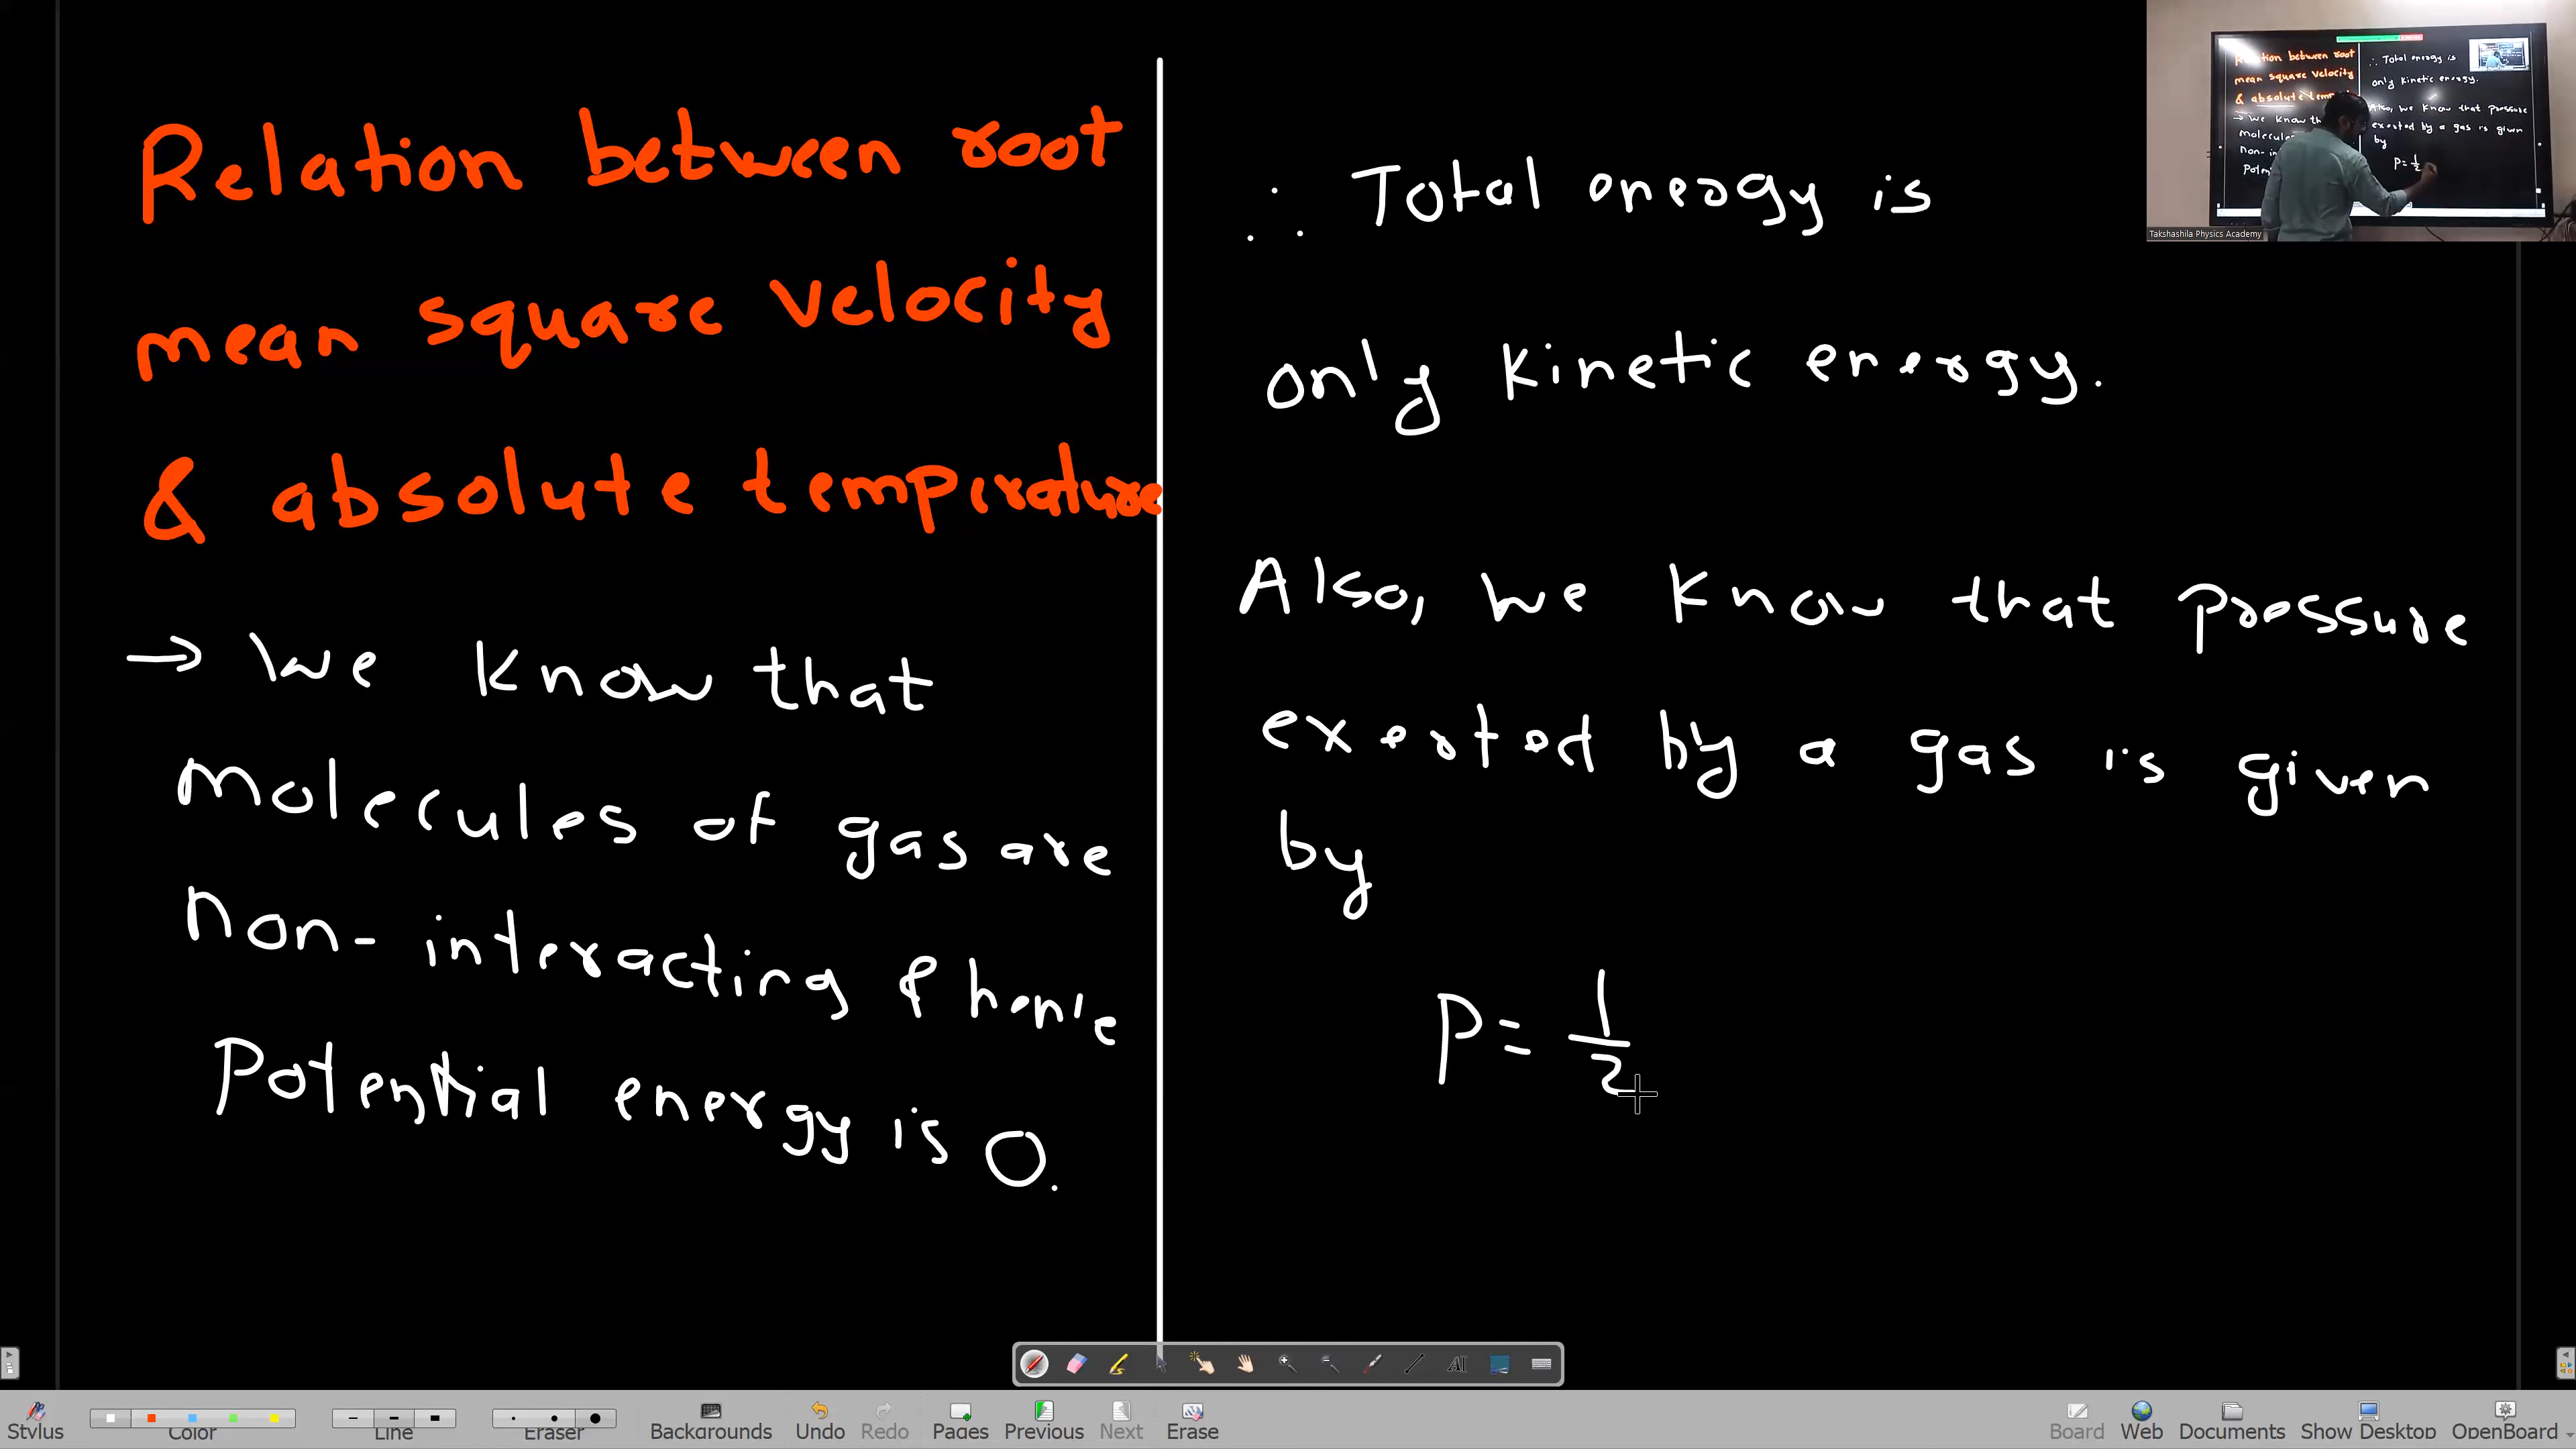 Relation between root
mean square velocity
& absolute temperature
→ We know that
molecules of gas are
non-interacting & hence
Potential energy is 0.
∴ Total energy is
only kinetic energy.
Also, we know that pressure
exerted by a gas is given
by
P = 1/2
Takshashila Physics Academy
Stylus
Color
Line
Eraser
Backgrounds
Undo
Redo
Pages
Previous
Next
Erase
Board
Web
Documents
Show Desktop
OpenBoard